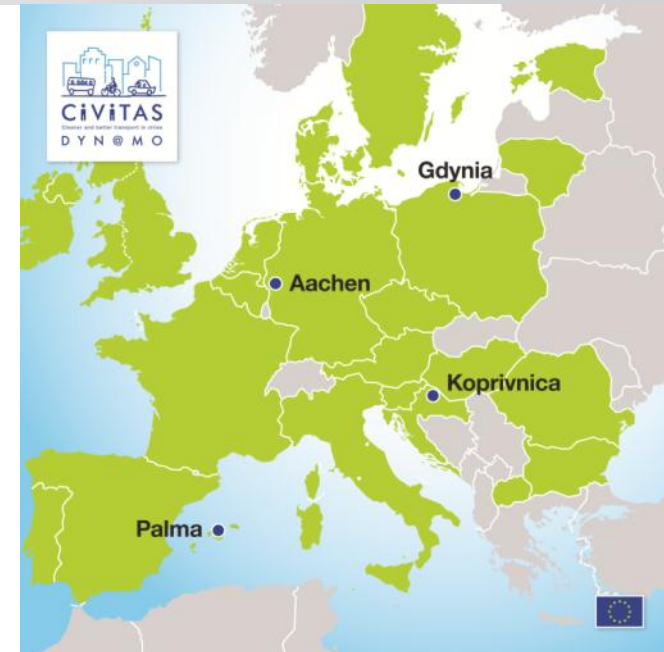 CiViTAS
Cleaner and better transport in cities
DYN@MO
Gdynia
Aachen
Koprivnica
Palma